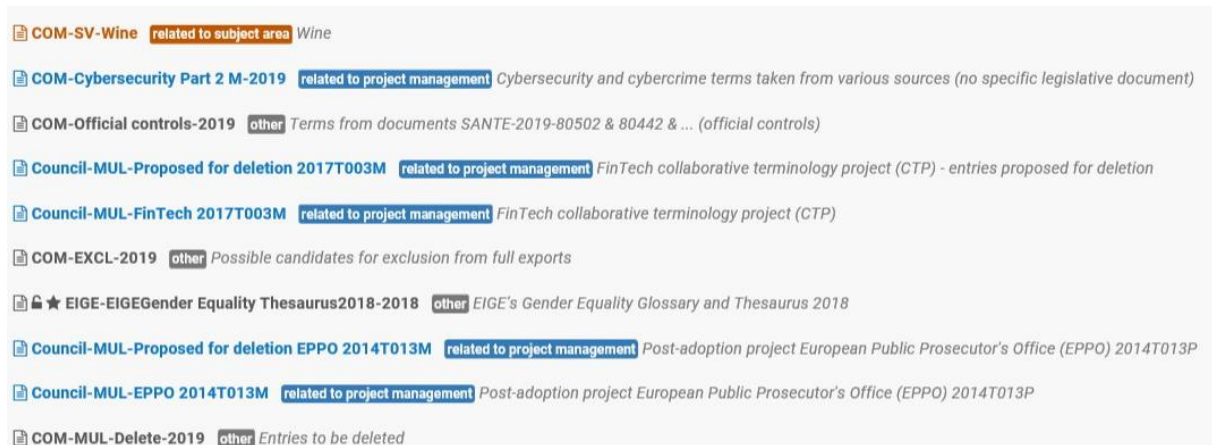 COM-SV-Wine related to subject area Wine
COM-Cybersecurity Part 2 M-2019 related to project management Cybersecurity and cybercrime terms taken from various sources (no specific legislative document)
COM-Official controls-2019 other Terms from documents SANTE-2019-80502 & 80442 & ... (official controls)
Council-MUL-Proposed for deletion 2017T003M related to project management FinTech collaborative terminology project (CTP) - entries proposed for deletion
Council-MUL-FinTech 2017T003M related to project management FinTech collaborative terminology project (CTP)
COM-EXCL-2019 other Possible candidates for exclusion from full exports
EIGE-EIGEGender Equality Thesaurus2018-2018 other EIGE's Gender Equality Glossary and Thesaurus 2018
Council-MUL-Proposed for deletion EPPO 2014T013M related to project management Post-adoption project European Public Prosecutor's Office (EPPO) 2014T013P
Council-MUL-EPPO 2014T013M related to project management Post-adoption project European Public Prosecutor's Office (EPPO) 2014T013P
COM-MUL-Delete-2019 other Entries to be deleted